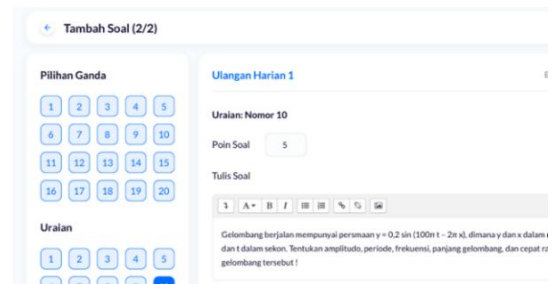 Tambah Soal (2/2)
Pilihan Ganda
1 2 3 4 5
6 7 8 9 10
11 12 13 14 15
16 17 18 19 20
Uraian
1 2 3 4 5
Ulangan Harian 1
Uraian: Nomor 10
Poin Soal 5
Tulis Soal
Gelombang berjalan mempunyai persmaan y = 0,2 sin (100π t – 2π x), dimana y dan x dalam
dan t dalam sekon. Tentukan amplitudo, periode, frekuensi, panjang gelombang, dan cepat
gelombang tersebut !